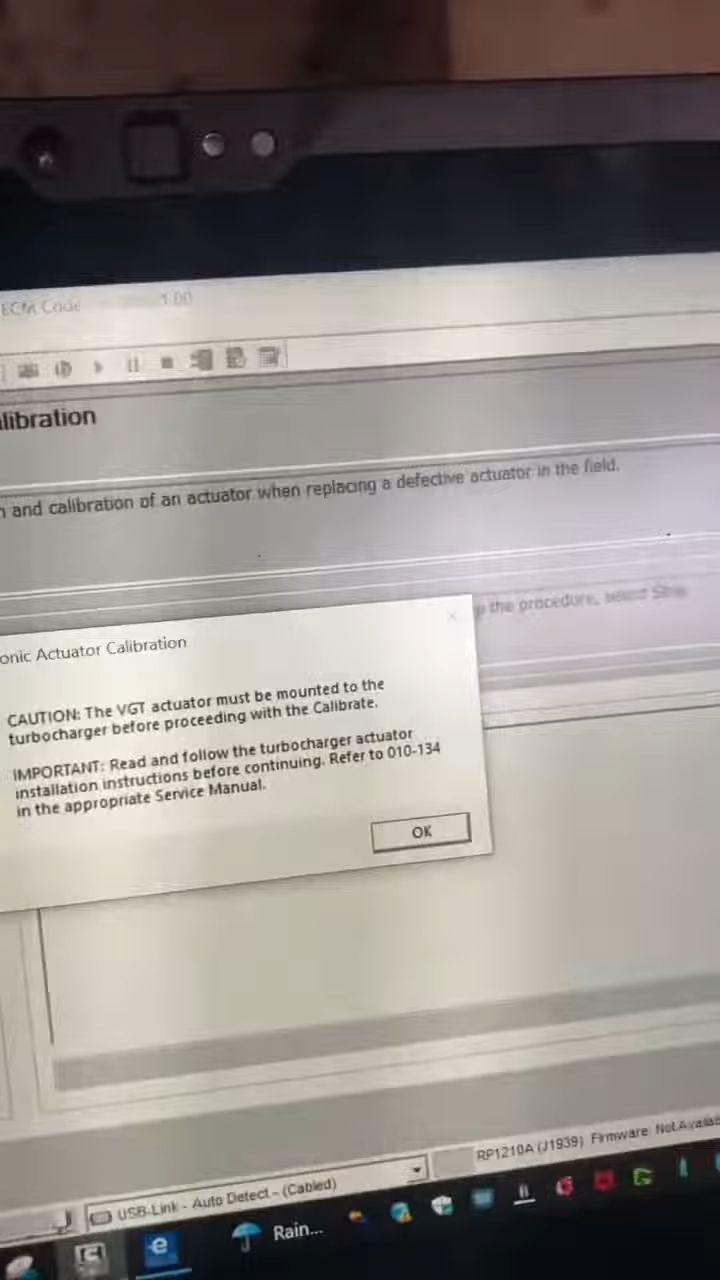 ECM Code 1.00
libration
and calibration of an actuator when replacing a defective actuator in the field.
the procedure, select Stop
onic Actuator Calibration
CAUTION: The VGT actuator must be mounted to the
turbocharger before proceeding with the Calibrate.
IMPORTANT: Read and follow the turbocharger actuator
installation instructions before continuing. Refer to 010-134
in the appropriate Service Manual.
OK
USB-Link - Auto Detect - (Cabled)
RP1210A (J1939) Firmware: Not Availab
Rain...